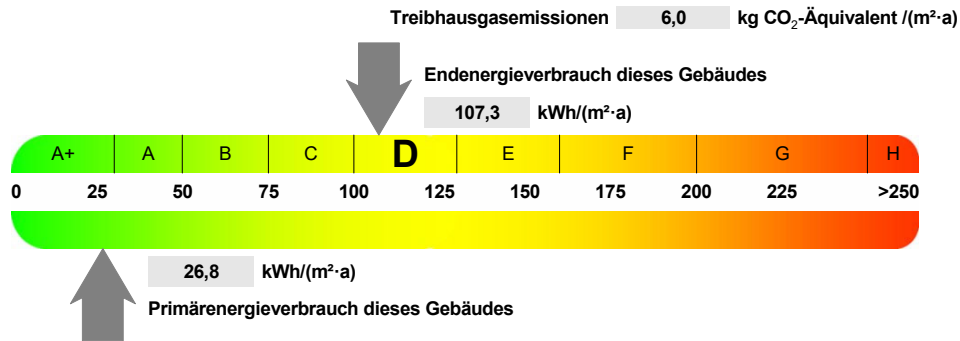 Treibhausgasemissionen 6,0 kg CO₂-Äquivalent /(m²·a)
Endenergieverbrauch dieses Gebäudes
107,3 kWh/(m²·a)
A+ A B C D E F G H
0 25 50 75 100 125 150 175 200 225 >250
26,8 kWh/(m²·a)
Primärenergieverbrauch dieses Gebäudes